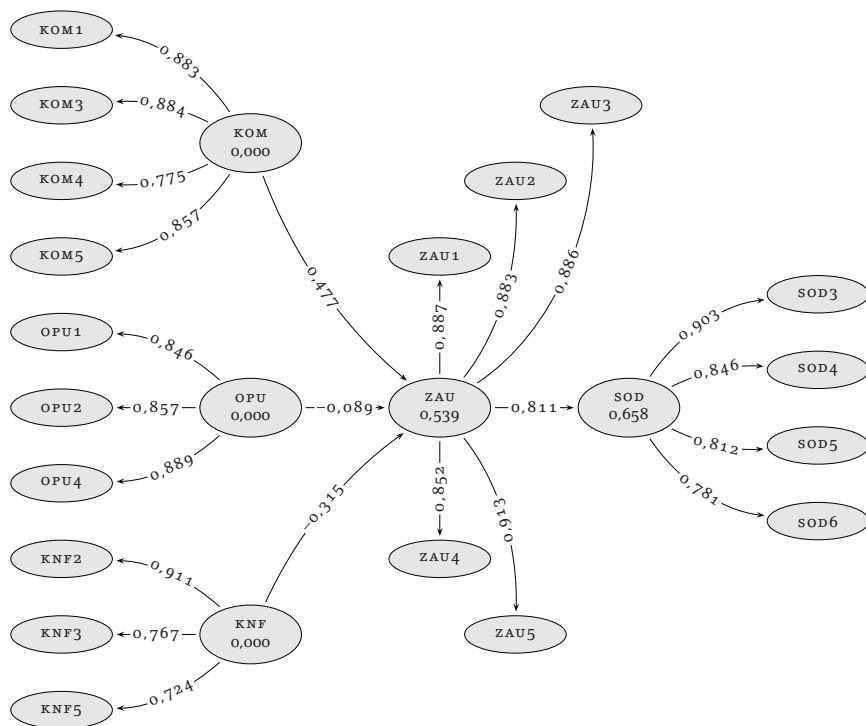 KOM1
0,883
KOM3
0,884
KOM
0,000
KOM4
0,775
KOM5
0,857
0,477
ZAU3
ZAU2
ZAU1
0,887
0,883
0,886
OPU1
0,846
OPU2
0,857
OPU
0,000
−0,089
OPU4
0,889
ZAU
0,539
0,811
SOD
0,658
0,903
SOD3
0,846
SOD4
0,812
SOD5
0,781
SOD6
−0,315
0,852
ZAU4
0,913
ZAU5
KNF2
0,911
KNF3
0,767
KNF
0,000
KNF5
0,724